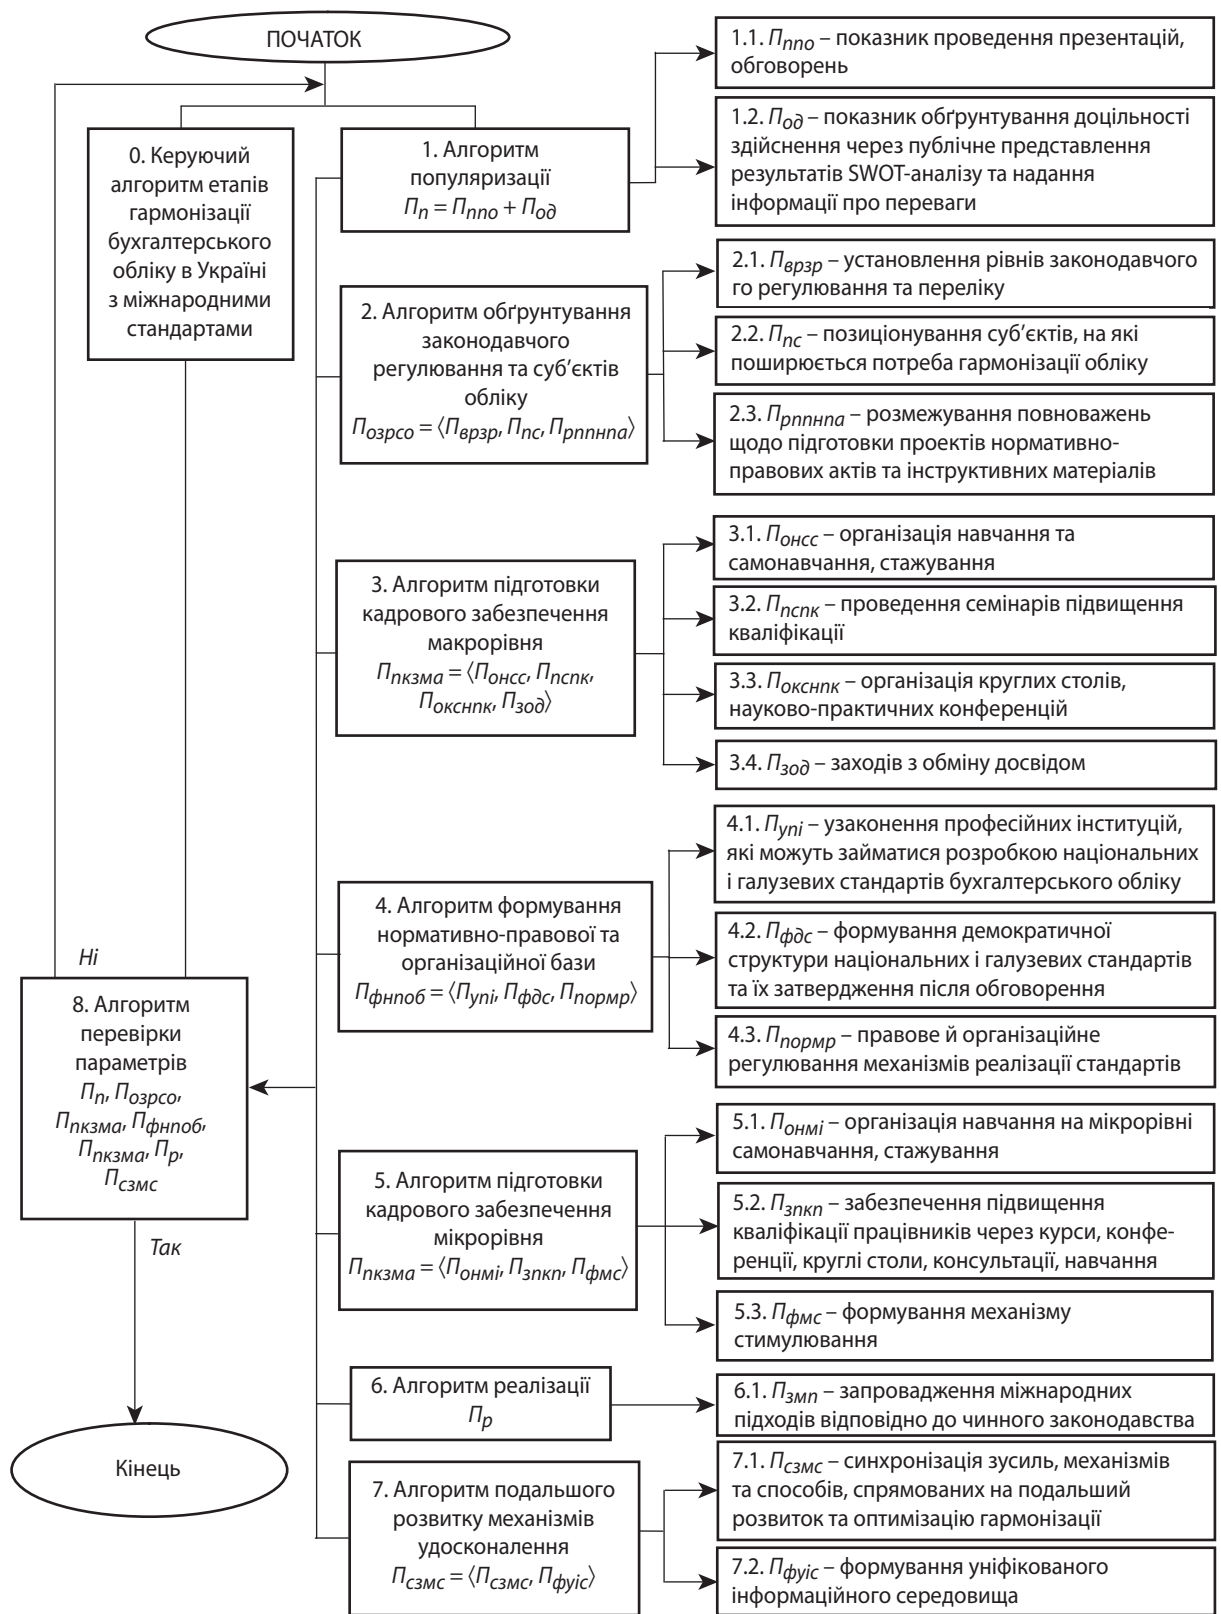 ПОЧАТОК
0. Керуючий
алгоритм етапів
гармонізації
бухгалтерського
обліку в Україні
з міжнародними
стандартами
1. Алгоритм
популяризації
Пп = Пппо + Под
1.1. Пппо – показник проведення презентацій,
обговорень
1.2. Под – показник обґрунтування доцільності
здійснення через публічне представлення
результатів SWOT-аналізу та надання
інформації про переваги
2. Алгоритм обґрунтування
законодавчого
регулювання та суб’єктів
обліку
Позрсо = ⟨Пврзр, Ппс, Прппнпа⟩
2.1. Пврзр – установлення рівнів законодавчого
го регулювання та переліку
2.2. Ппс – позиціонування суб’єктів, на які
поширюється потреба гармонізації обліку
2.3. Прппнпа – розмежування повноважень
щодо підготовки проектів нормативно-
правових актів та інструктивних матеріалів
3. Алгоритм підготовки
кадрового забезпечення
макрорівня
Ппкзма = ⟨Понсс, Ппспк,
Покснпк, Пзод⟩
3.1. Понсс – організація навчання та
самонавчання, стажування
3.2. Ппспк – проведення семінарів підвищення
кваліфікації
3.3. Покснпк – організація круглих столів,
науково-практичних конференцій
3.4. Пзод – заходів з обміну досвідом
4. Алгоритм формування
нормативно-правової та
організаційної бази
Пфнпоб = ⟨Пупі, Пфдс, Ппормр⟩
4.1. Пупі – узаконення професійних інституцій,
які можуть займатися розробкою національних
і галузевих стандартів бухгалтерського обліку
4.2. Пфдс – формування демократичної
структури національних і галузевих стандартів
та їх затвердження після обговорення
4.3. Ппормр – правове й організаційне
регулювання механізмів реалізації стандартів
Ні
8. Алгоритм
перевірки
параметрів
Пп, Позрсо,
Ппкзма, Пфнпоб,
Ппкзма, Пр,
Псзмс
Так
5. Алгоритм підготовки
кадрового забезпечення
мікрорівня
Ппкзма = ⟨Понмі, Пзпкп, Пфмс⟩
5.1. Понмі – організація навчання на мікрорівні
самонавчання, стажування
5.2. Пзпкп – забезпечення підвищення
кваліфікації працівників через курси, конфе-
ренції, круглі столи, консультації, навчання
5.3. Пфмс – формування механізму
стимулювання
6. Алгоритм реалізації
Пр
6.1. Пзмп – запровадження міжнародних
підходів відповідно до чинного законодавства
Кінець
7. Алгоритм подальшого
розвитку механізмів
удосконалення
Псзмс = ⟨Псзмс, Пфуіс⟩
7.1. Псзмс – синхронізація зусиль, механізмів
та способів, спрямованих на подальший
розвиток та оптимізацію гармонізації
7.2. Пфуіс – формування уніфікованого
інформаційного середовища